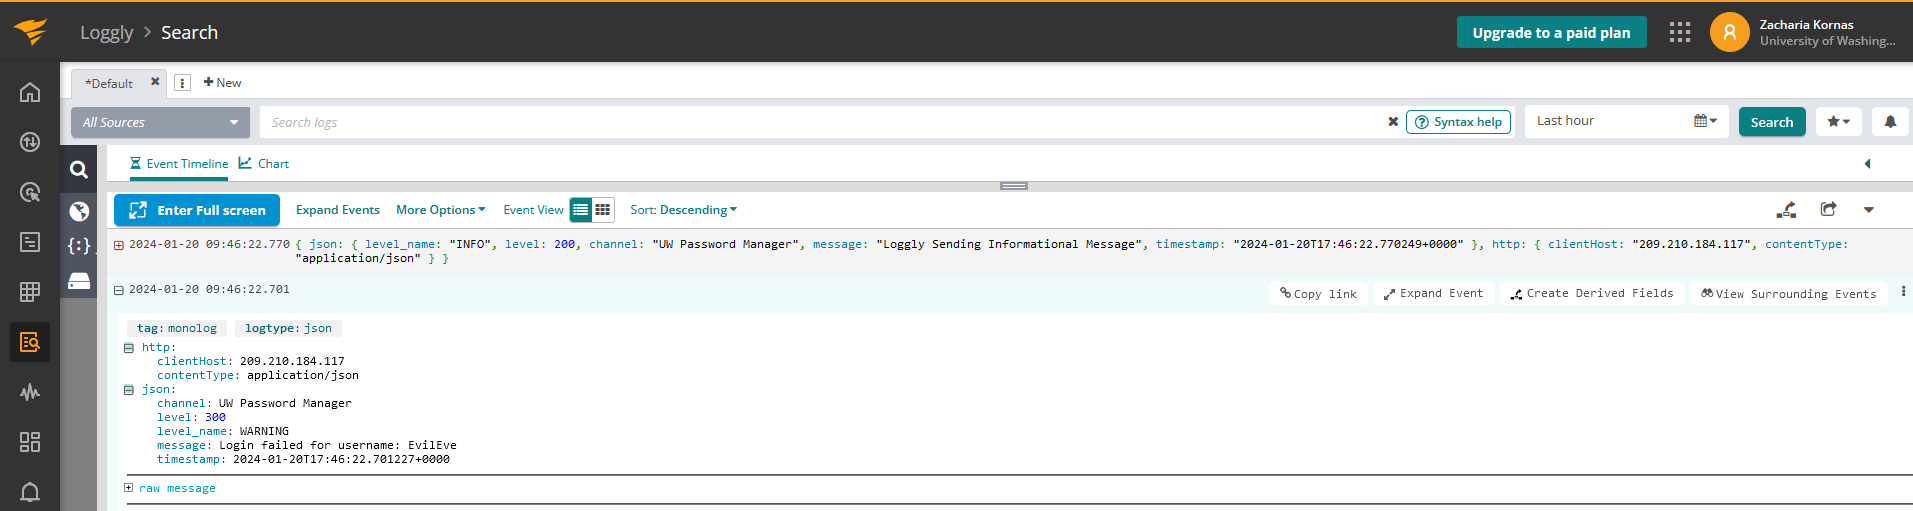 Loggly > Search
Upgrade to a paid plan
Zacharia Kornas
University of Washing...
*Default
New
All Sources
Search logs
Syntax help
Last hour
Search
Event Timeline
Chart
Enter Full screen
Expand Events
More Options
Event View
Sort: Descending
2024-01-20 09:46:22.770 { json: { level_name: "INFO", level: 200, channel: "UW Password Manager", message: "Loggly Sending Informational Message", timestamp: "2024-01-20T17:46:22.770249+0000" }, http: { clientHost: "209.210.184.117", contentType:
"application/json" } }
2024-01-20 09:46:22.701
Copy link
Expand Event
Create Derived Fields
View Surrounding Events
tag: monolog
logtype: json
http:
clientHost: 209.210.184.117
contentType: application/json
json:
channel: UW Password Manager
level: 300
level_name: WARNING
message: Login failed for username: EvilEve
timestamp: 2024-01-20T17:46:22.701227+0000
raw message